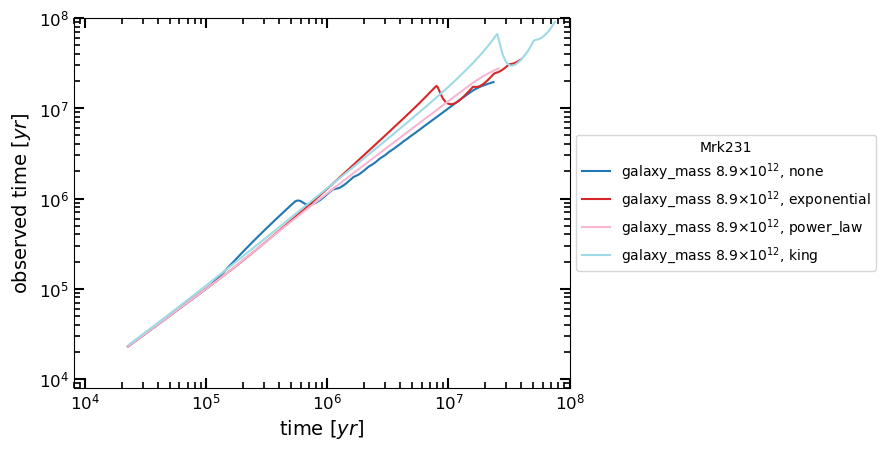 10^8
10^7
10^6
10^5
10^4
observed time [yr]
10^4 10^5 10^6 10^7 10^8
time [yr]
Mrk231
galaxy_mass 8.9×10^12, none
galaxy_mass 8.9×10^12, exponential
galaxy_mass 8.9×10^12, power_law
galaxy_mass 8.9×10^12, king